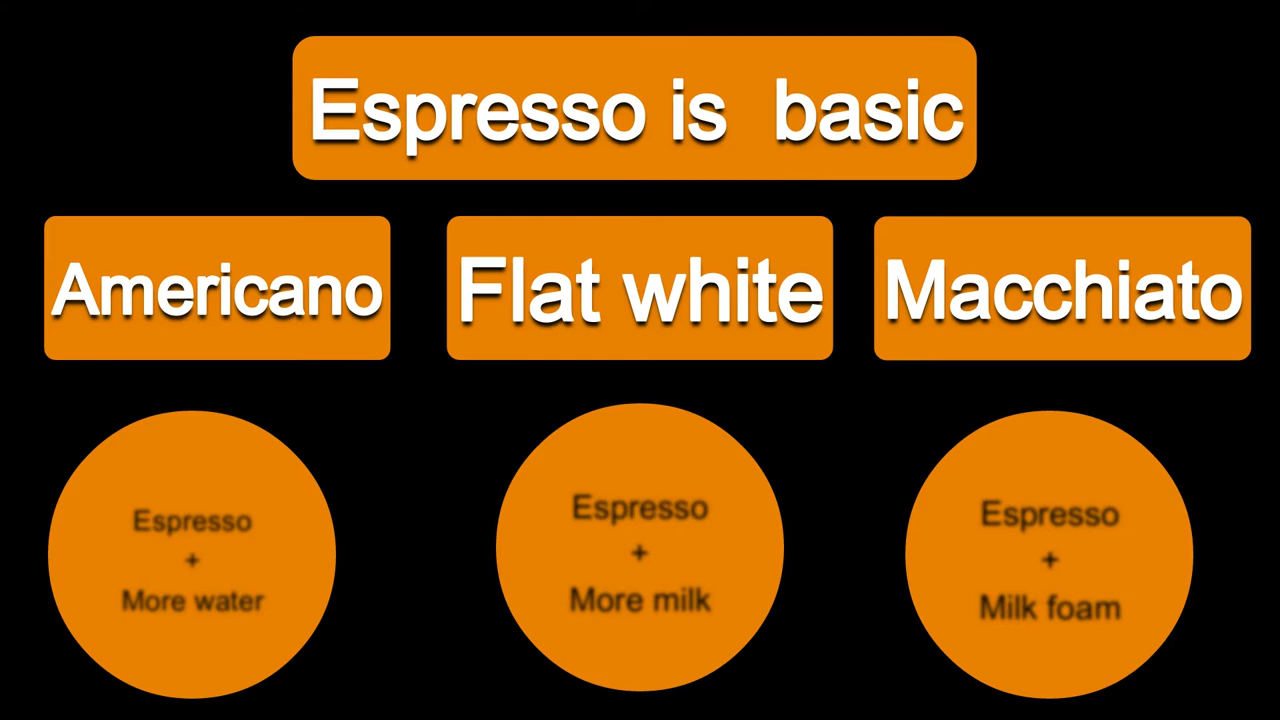 Espresso is  basic
Americano
Flat white
Macchiato
Espresso
+
More water
Espresso
+
More milk
Espresso
+
Milk foam